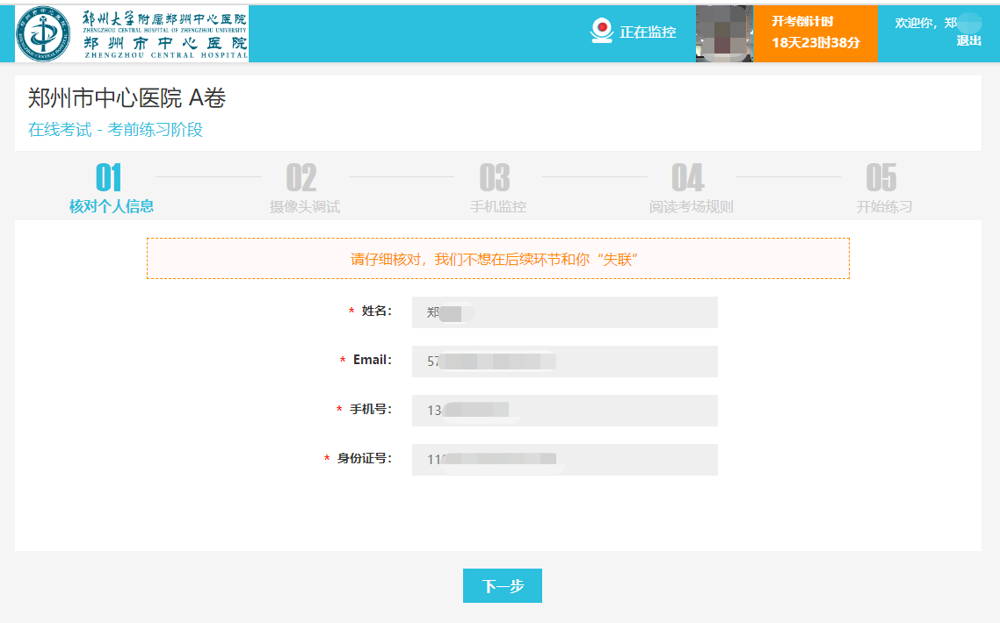 郑州大学附属郑州中心医院
ZHENGZHOU CENTRAL HOSPITAL OF ZHENGZHOU UNIVERSITY
郑州市中心医院
ZHENGZHOU CENTRAL HOSPITAL
正在监控
开考倒计时
18天23时38分
欢迎你，郑
退出
郑州市中心医院 A卷
在线考试 - 考前练习阶段
01
核对个人信息
02
摄像头调试
03
手机监控
04
阅读考场规则
05
开始练习
请仔细核对，我们不想在后续环节和你“失联”
* 姓名： 郑
* Email： 57
* 手机号： 13
* 身份证号： 11
下一步